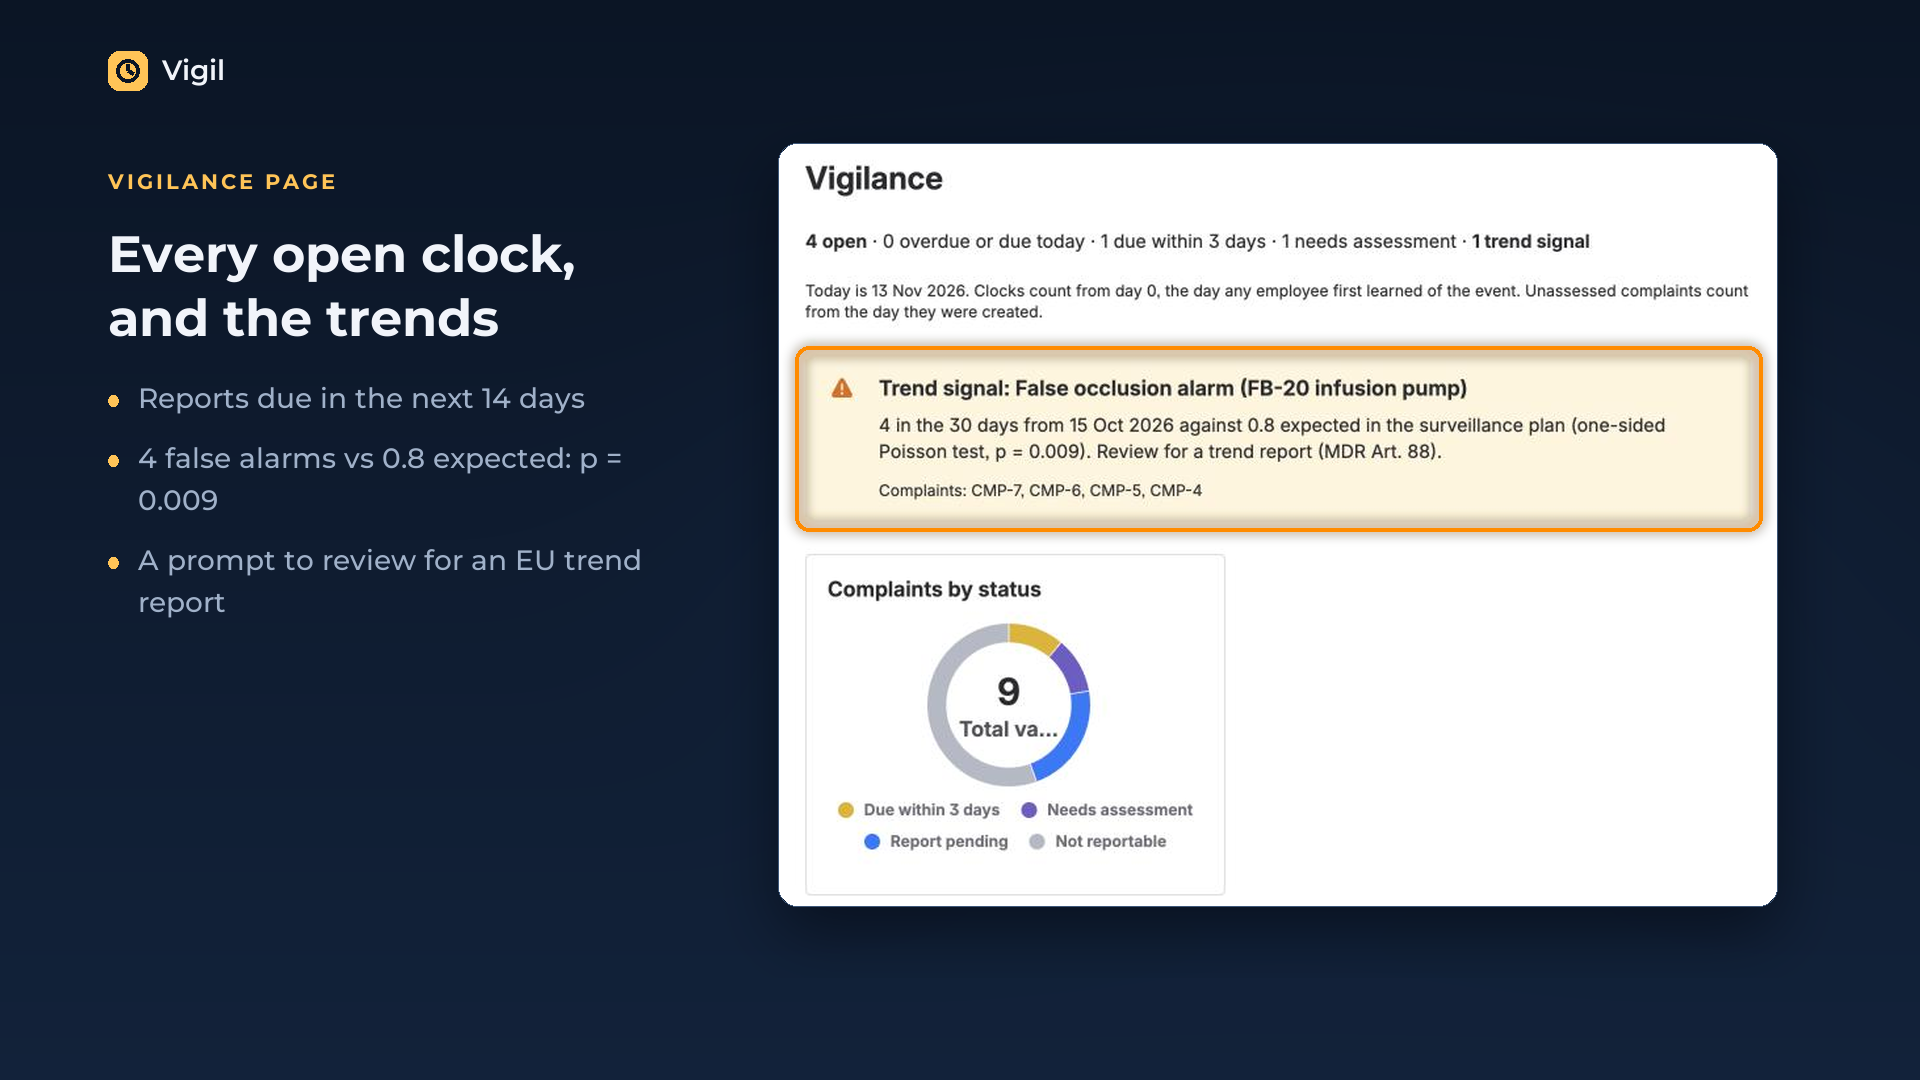 Vigil
VIGILANCE PAGE
Every open clock,
and the trends
Reports due in the next 14 days
4 false alarms vs 0.8 expected: p =
0.009
A prompt to review for an EU trend
report
Vigilance
4 open · 0 overdue or due today · 1 due within 3 days · 1 needs assessment · 1 trend signal
Today is 13 Nov 2026. Clocks count from day 0, the day any employee first learned of the event. Unassessed complaints count
from the day they were created.
Trend signal: False occlusion alarm (FB-20 infusion pump)
4 in the 30 days from 15 Oct 2026 against 0.8 expected in the surveillance plan (one-sided
Poisson test, p = 0.009). Review for a trend report (MDR Art. 88).
Complaints: CMP-7, CMP-6, CMP-5, CMP-4
Complaints by status
9
Total va...
Due within 3 days
Needs assessment
Report pending
Not reportable